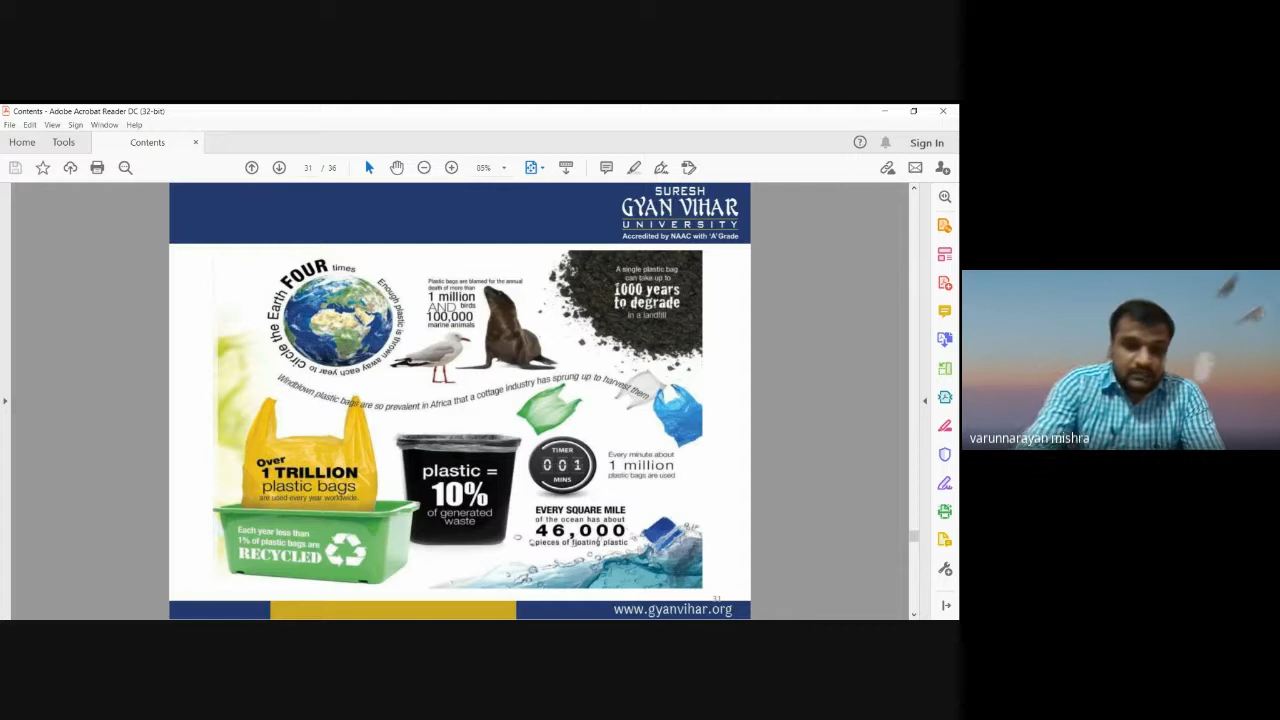 Contents - Adobe Acrobat Reader DC (32-bit)
File Edit View Sign Window Help
Home Tools Contents × ? Sign In
31 / 36 85%
SURESH
GYAN VIHAR
UNIVERSITY
Accredited by NAAC with 'A' Grade
Enough plastic is thrown away each year to Circle the Earth FOUR times
Plastic bags are blamed for the annual
death of more than
1 million
AND birds
100,000
marine animals
A single plastic bag
can take up to
1000 years
to degrade
in a landfill
Windblown plastic bags are so prevalent in Africa that a cottage industry has sprung up to harvest them
Over
1 TRILLION
plastic bags
are used every year worldwide.
Each year less than
1% of plastic bags are
RECYCLED
plastic =
10%
of generated
waste
TIMER
001
MINS
Every minute about
1 million
plastic bags are used
EVERY SQUARE MILE
of the ocean has about
46,000
pieces of floating plastic
31
www.gyanvihar.org
varunnarayan mishra